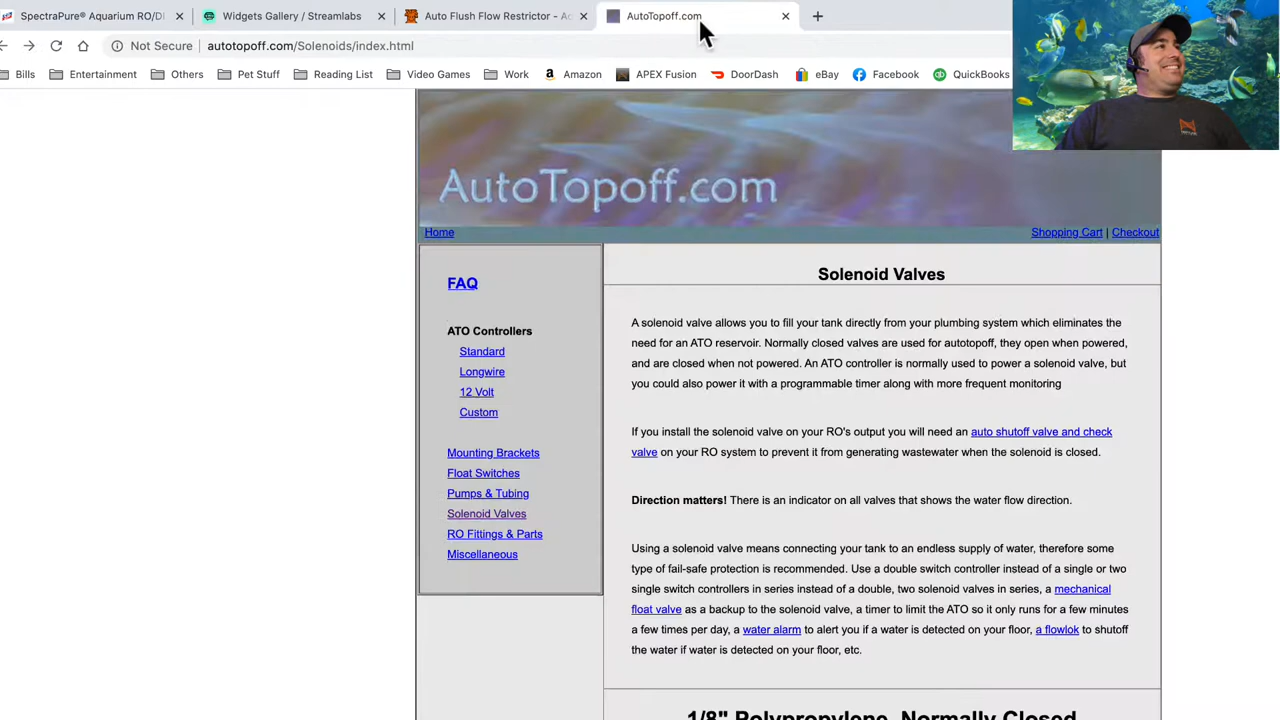 SpectraPure® Aquarium RO/DI
Widgets Gallery / Streamlabs
Auto Flush Flow Restrictor - Ac
AutoTopoff.com
Not Secure
autotopoff.com/Solenoids/index.html
Bills
Entertainment
Others
Pet Stuff
Reading List
Video Games
Work
Amazon
APEX Fusion
DoorDash
eBay
Facebook
QuickBooks
AutoTopoff.com
Home
Shopping Cart | Checkout
FAQ
ATO Controllers
Standard
Longwire
12 Volt
Custom
Mounting Brackets
Float Switches
Pumps & Tubing
Solenoid Valves
RO Fittings & Parts
Miscellaneous
Solenoid Valves
A solenoid valve allows you to fill your tank directly from your plumbing system which eliminates the
need for an ATO reservoir. Normally closed valves are used for autotopoff, they open when powered,
and are closed when not powered. An ATO controller is normally used to power a solenoid valve, but
you could also power it with a programmable timer along with more frequent monitoring
If you install the solenoid valve on your RO's output you will need an auto shutoff valve and check
valve on your RO system to prevent it from generating wastewater when the solenoid is closed.
Direction matters! There is an indicator on all valves that shows the water flow direction.
Using a solenoid valve means connecting your tank to an endless supply of water, therefore some
type of fail-safe protection is recommended. Use a double switch controller instead of a single or two
single switch controllers in series instead of a double, two solenoid valves in series, a mechanical
float valve as a backup to the solenoid valve, a timer to limit the ATO so it only runs for a few minutes
a few times per day, a water alarm to alert you if a water is detected on your floor, a flowlok to shutoff
the water if water is detected on your floor, etc.
1/8" Polypropylene, Normally Closed